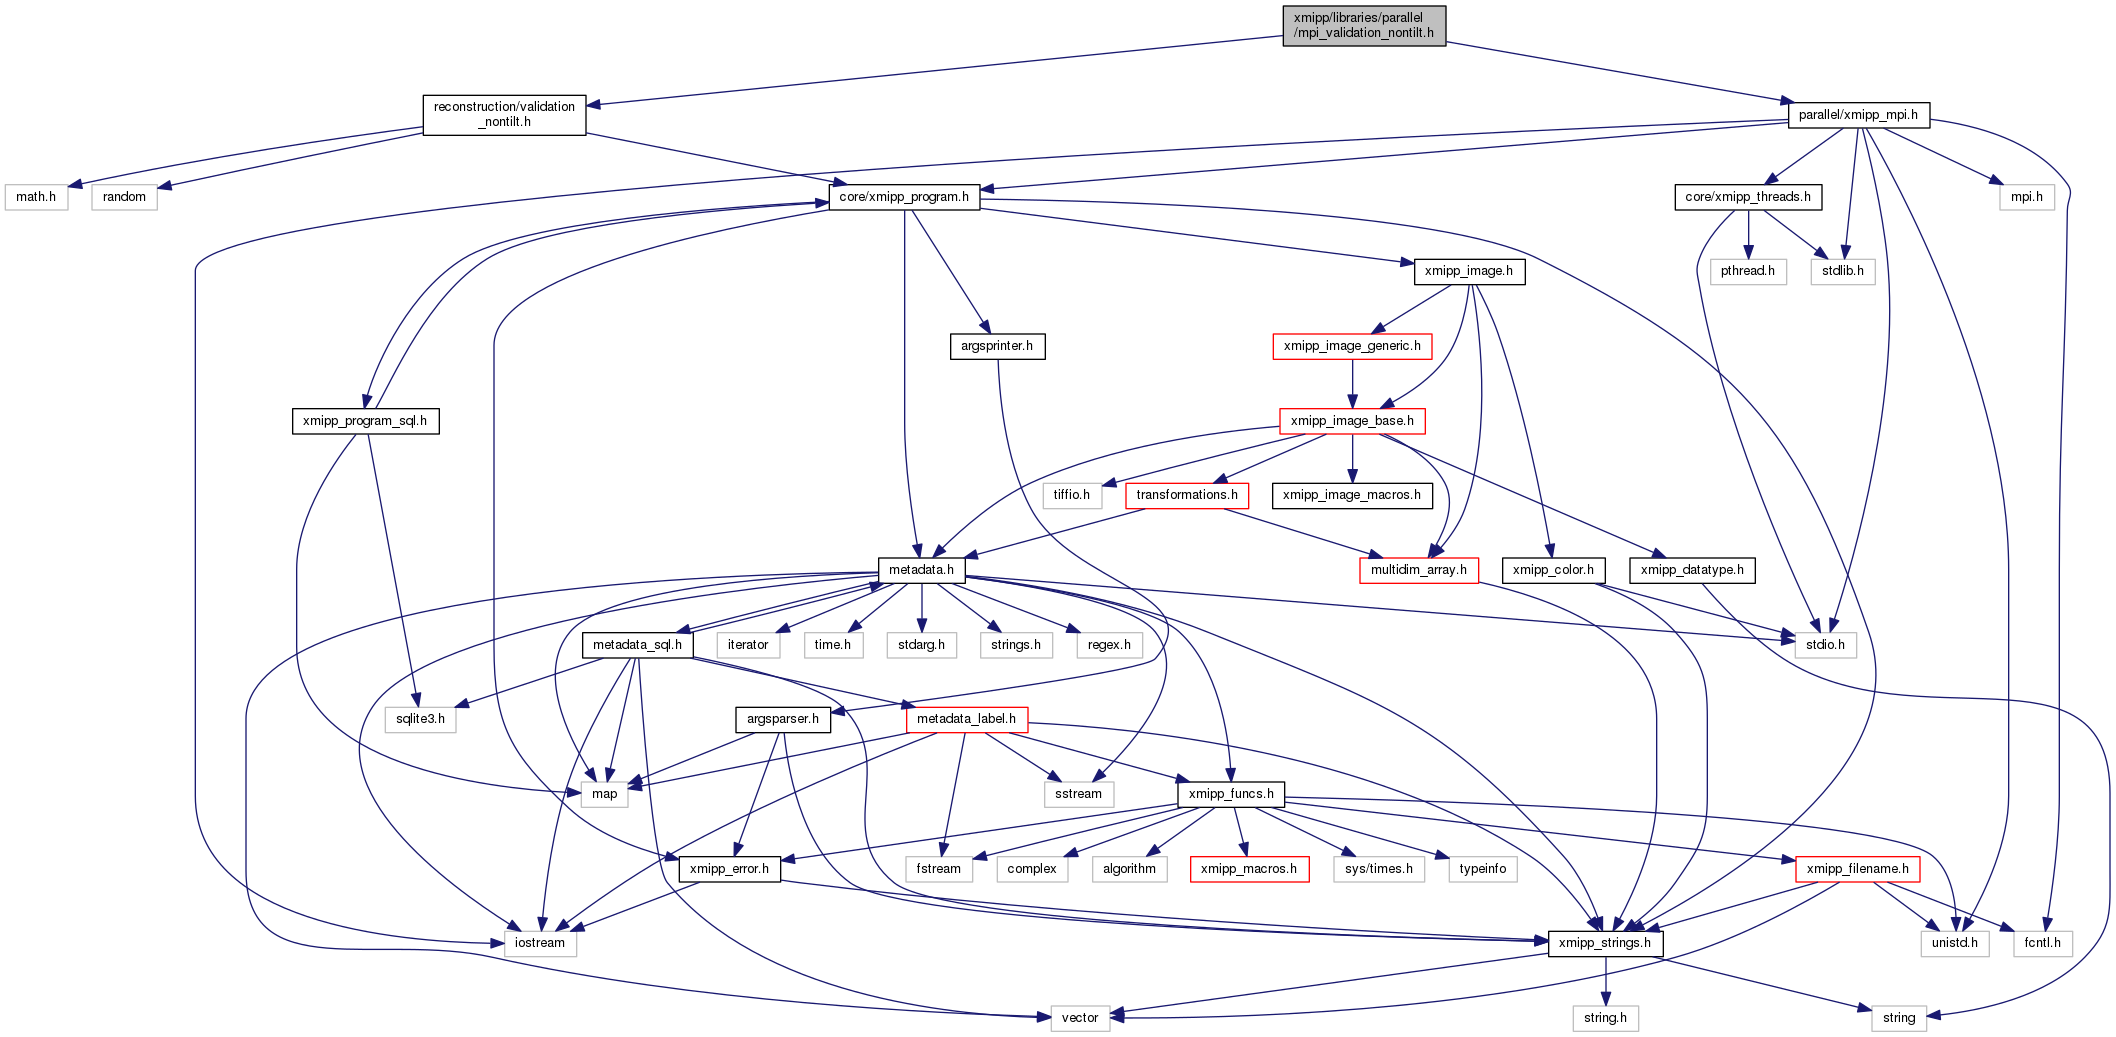 xmipp/libraries/parallel
/mpi_validation_nontilt.h
reconstruction/validation
_nontilt.h
parallel/xmipp_mpi.h
math.h
random
core/xmipp_program.h
core/xmipp_threads.h
mpi.h
xmipp_image.h
pthread.h
stdlib.h
argsprinter.h
xmipp_image_generic.h
xmipp_program_sql.h
xmipp_image_base.h
tiffio.h
transformations.h
xmipp_image_macros.h
metadata.h
multidim_array.h
xmipp_color.h
xmipp_datatype.h
metadata_sql.h
iterator
time.h
stdarg.h
strings.h
regex.h
stdio.h
sqlite3.h
argsparser.h
metadata_label.h
map
sstream
xmipp_funcs.h
xmipp_error.h
fstream
complex
algorithm
xmipp_macros.h
sys/times.h
typeinfo
xmipp_filename.h
iostream
xmipp_strings.h
unistd.h
fcntl.h
vector
string.h
string